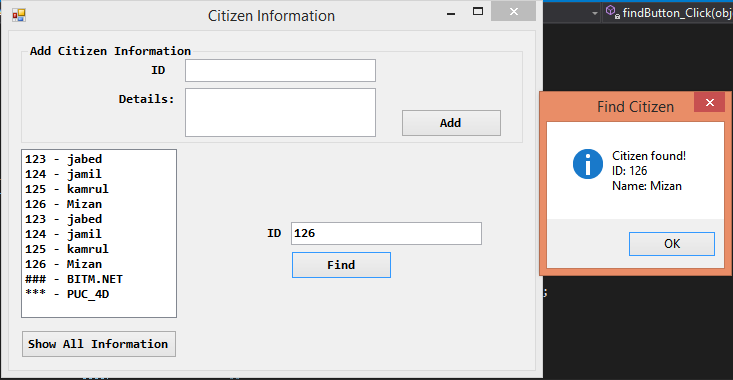 Citizen Information
findButton_Click(obj
Add Citizen Information
ID
Details:
Add
123 - jabed
124 - jamil
125 - kamrul
126 - Mizan
123 - jabed
124 - jamil
125 - kamrul
126 - Mizan
### - BITM.NET
*** - PUC_4D
ID 126
Find
Show All Information
Find Citizen
Citizen found!
ID: 126
Name: Mizan
OK
;